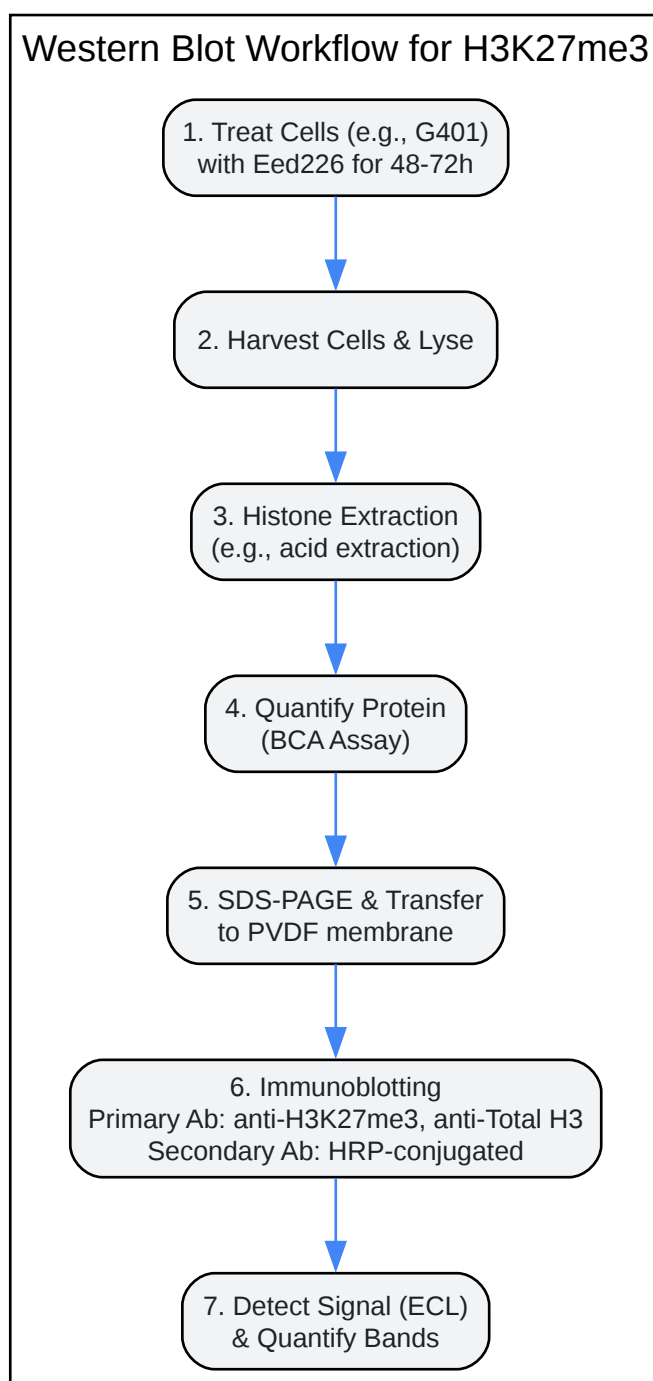 Western Blot Workflow for H3K27me3
1. Treat Cells (e.g., G401)
with Eed226 for 48-72h
2. Harvest Cells & Lyse
3. Histone Extraction
(e.g., acid extraction)
4. Quantify Protein
(BCA Assay)
5. SDS-PAGE & Transfer
to PVDF membrane
6. Immunoblotting
Primary Ab: anti-H3K27me3, anti-Total H3
Secondary Ab: HRP-conjugated
7. Detect Signal (ECL)
& Quantify Bands